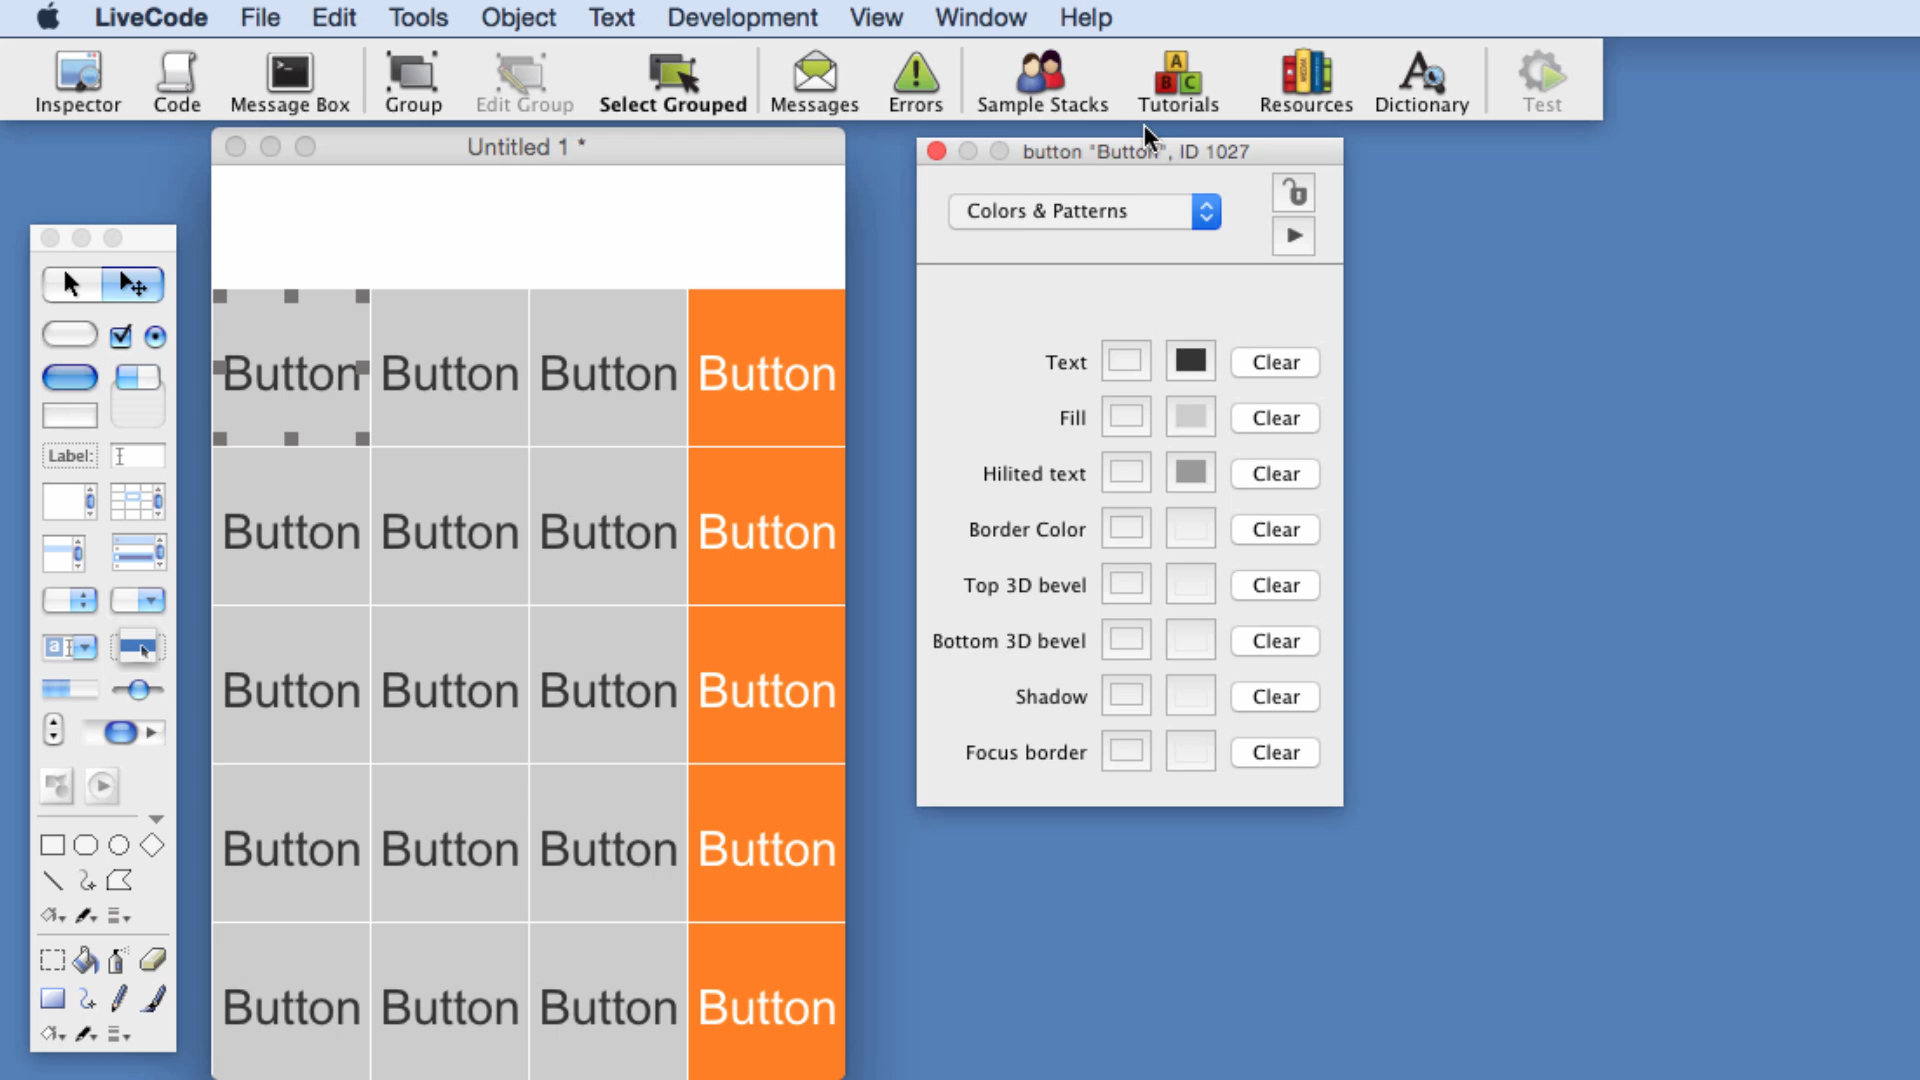 LiveCode File Edit Tools Object Text Development View Window Help
Inspector Code Message Box Group Edit Group Select Grouped Messages Errors Sample Stacks Tutorials Resources Dictionary Test
Untitled 1 *
button "Button", ID 1027
Colors & Patterns
Label:
Button Button Button Button
Button Button Button Button
Button Button Button Button
Button Button Button Button
Button Button Button Button
Text Clear
Fill Clear
Hilited text Clear
Border Color Clear
Top 3D bevel Clear
Bottom 3D bevel Clear
Shadow Clear
Focus border Clear